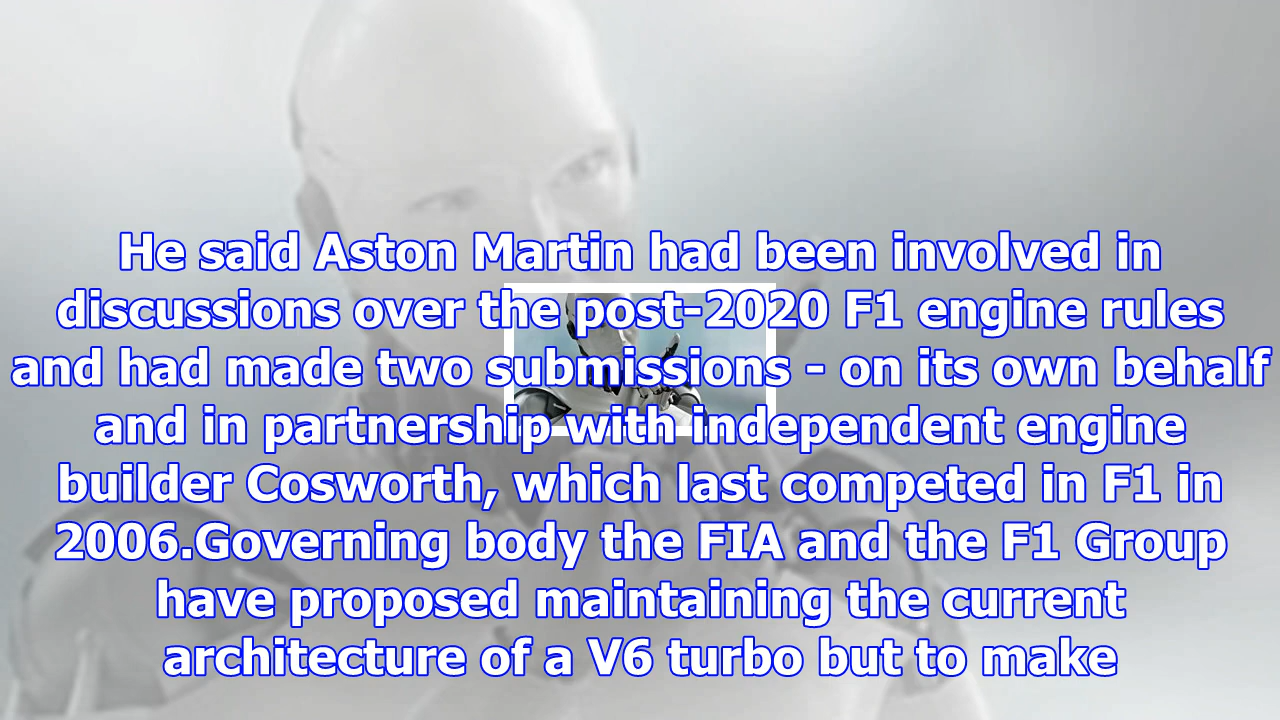 He said Aston Martin had been involved in
discussions over the post-2020 F1 engine rules
and had made two submissions - on its own behalf
and in partnership with independent engine
builder Cosworth, which last competed in F1 in
2006.Governing body the FIA and the F1 Group
have proposed maintaining the current
architecture of a V6 turbo but to make